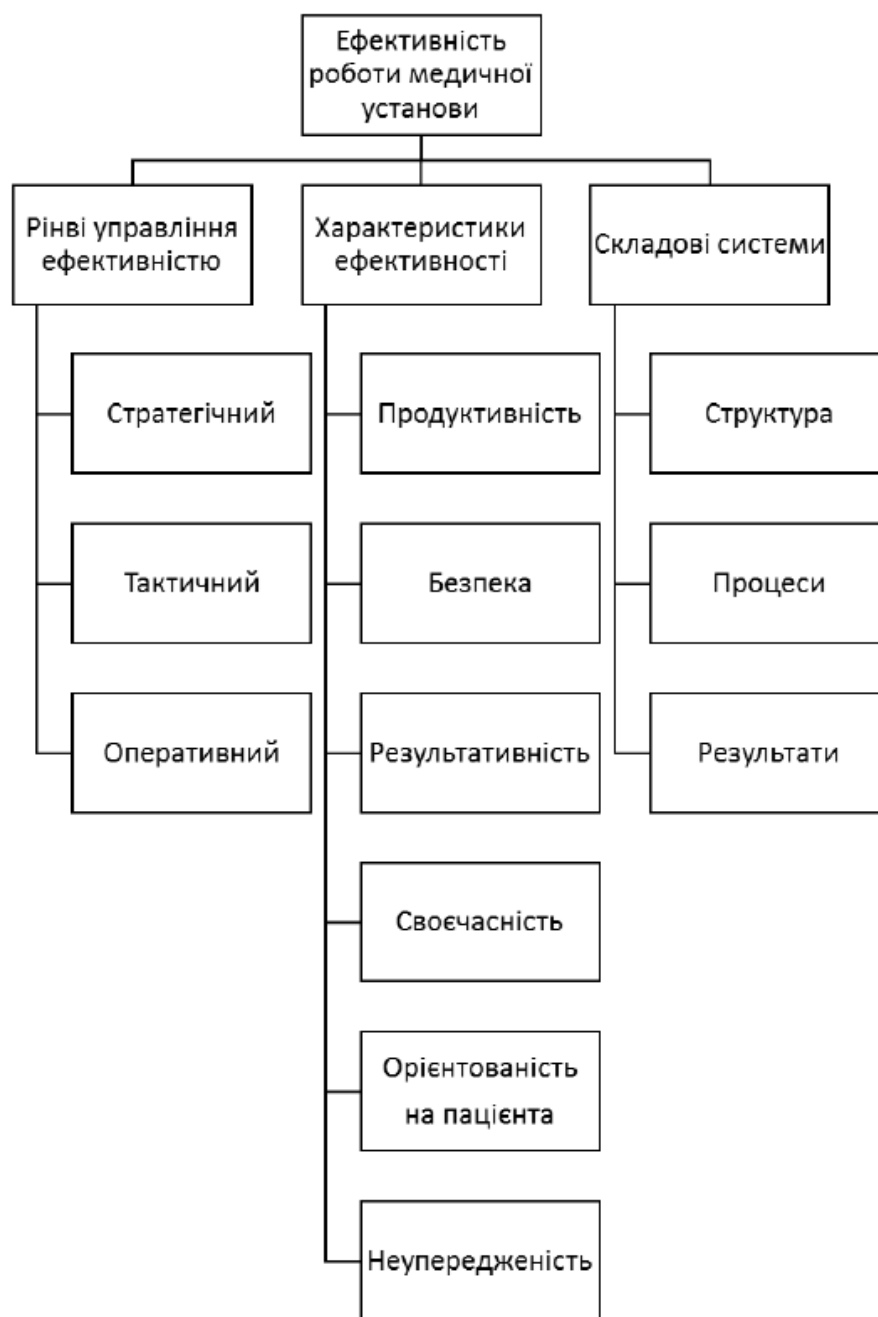 Ефективність
роботи медичної
установи
Рінві управління
ефективністю
Характеристики
ефективності
Складові системи
Стратегічний
Тактичний
Оперативний
Продуктивність
Безпека
Результативність
Своєчасність
Орієнтованість
на пацієнта
Неупередженість
Структура
Процеси
Результати